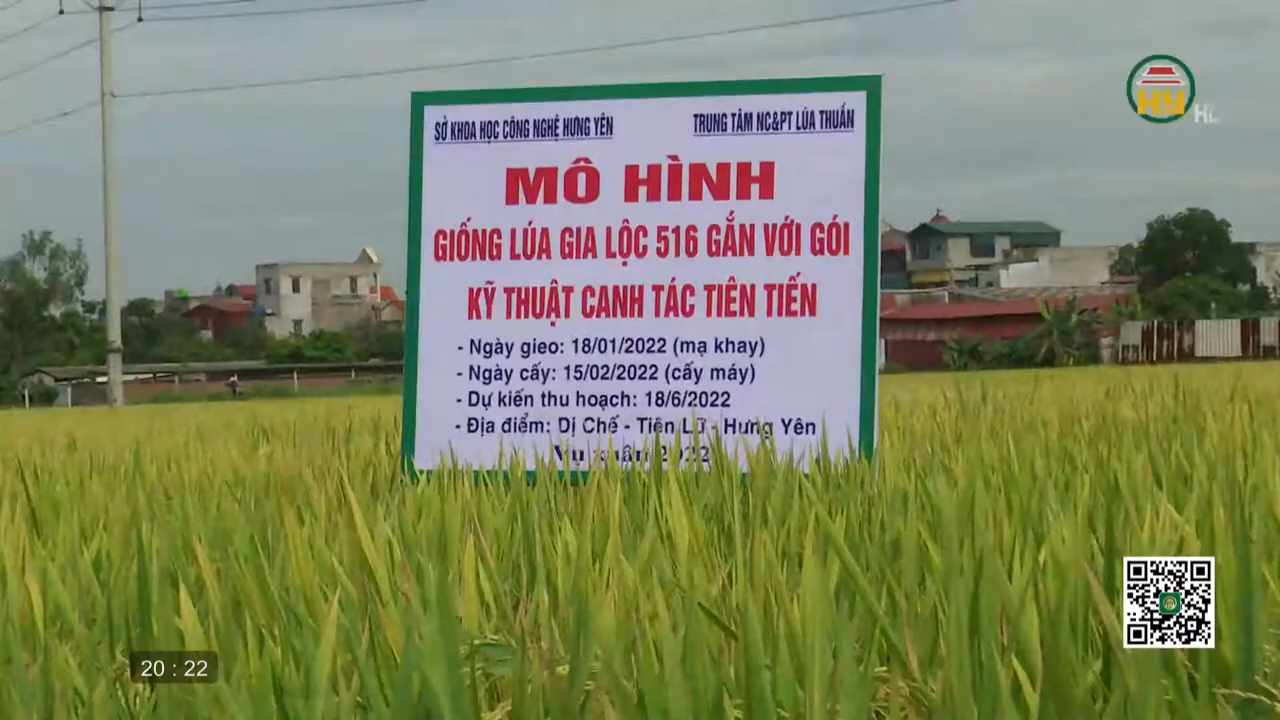 HY
SỞ KHOA HỌC CÔNG NGHỆ HƯNG YÊN
TRUNG TÂM NC&PT LÚA THUẦN
MÔ HÌNH
GIỐNG LÚA GIA LỘC 516 GẮN VỚI GÓI
KỸ THUẬT CANH TÁC TIÊN TIẾN
- Ngày gieo: 18/01/2022 (mạ khay)
- Ngày cấy: 15/02/2022 (cấy máy)
- Dự kiến thu hoạch: 18/6/2022
- Địa điểm: Dị Chế - Tiên Lữ - Hưng Yên
Vụ xuân 2022
20 : 22